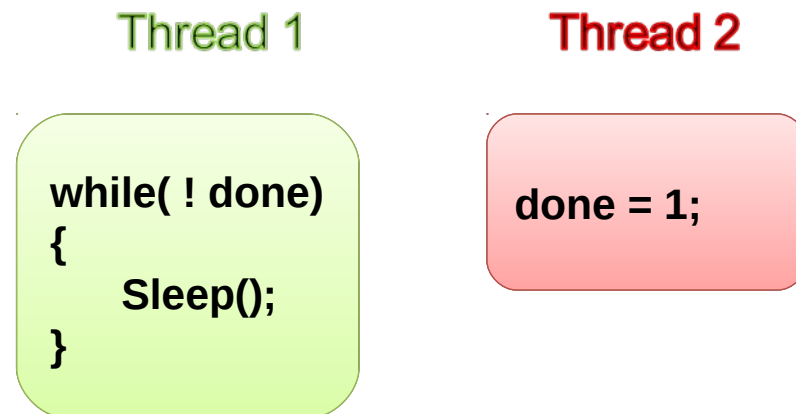 Thread 1
while( ! done)
{
Sleep();
}
Thread 2
done = 1;